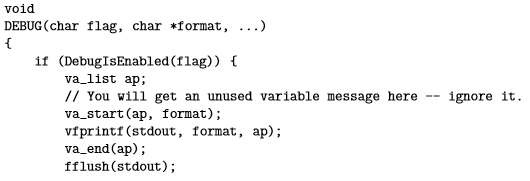 void
DEBUG(char flag, char *format, ...)
{
    if (DebugIsEnabled(flag)) {
        va_list ap;
        // You will get an unused variable message here -- ignore it.
        va_start(ap, format);
        vfprintf(stdout, format, ap);
        va_end(ap);
        fflush(stdout);